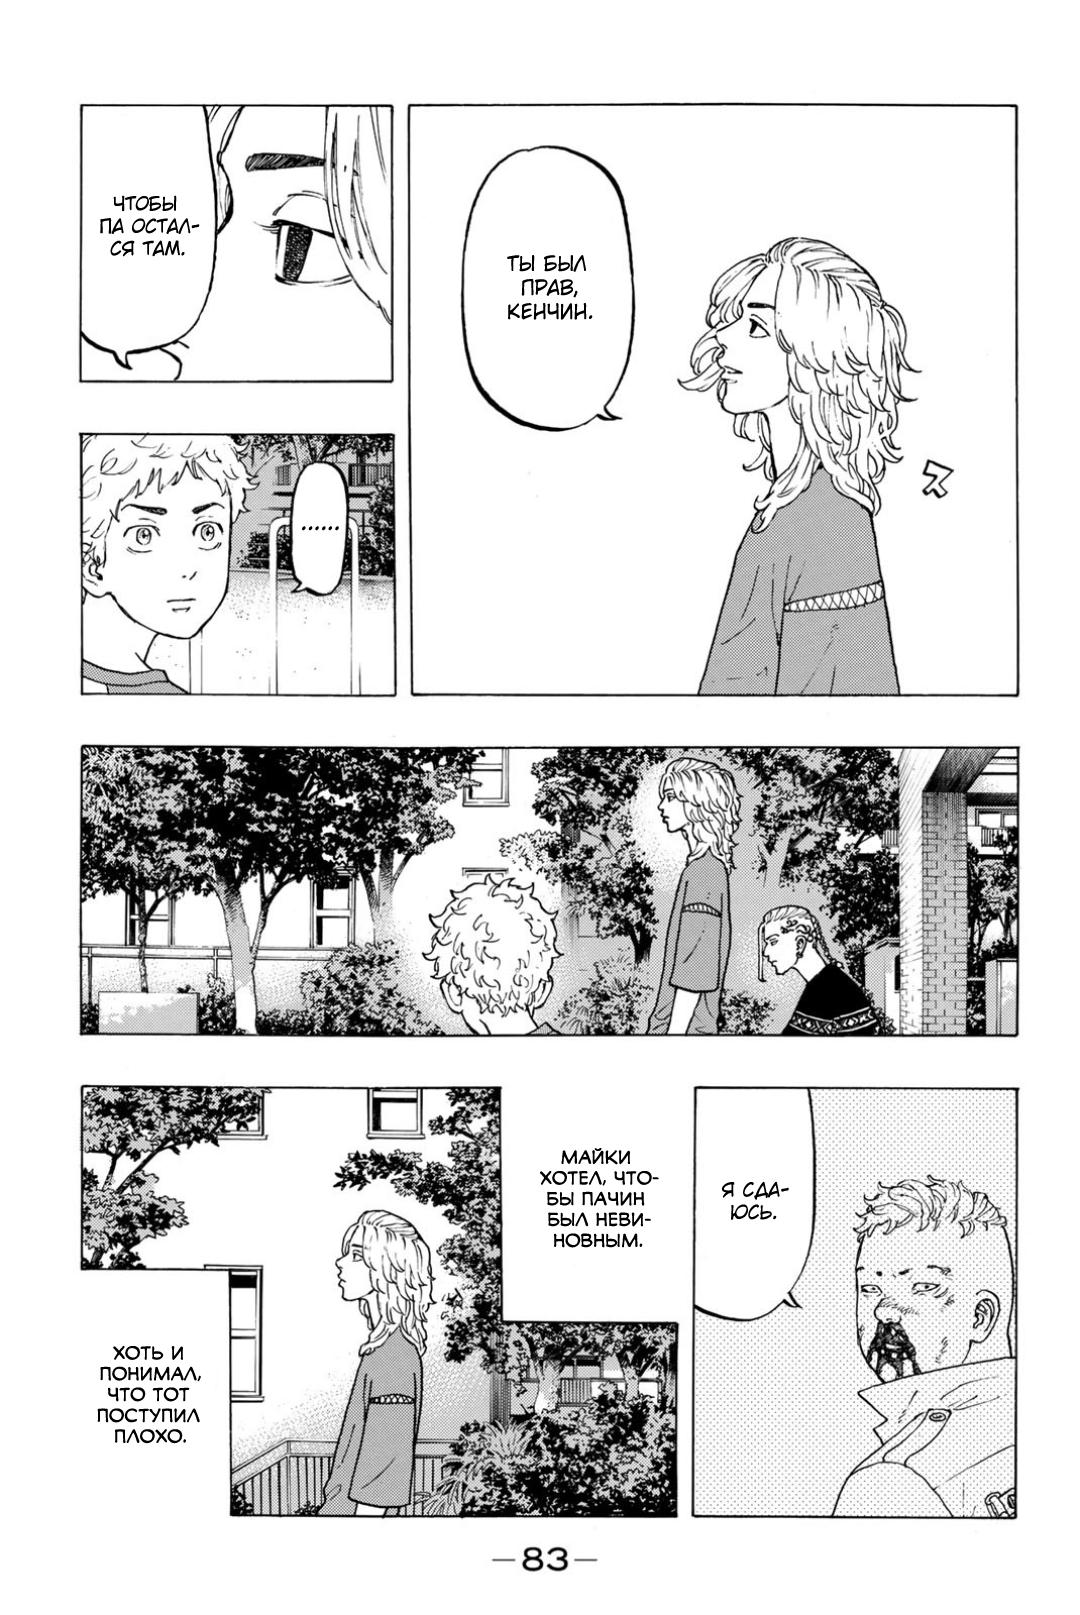 ТЫ БЫЛ
ПРАВ,
КЕНЧИН.
ス
ЧТОБЫ
ПА ОСТАЛ-
СЯ ТАМ.
.......
Я СДА-
ЮСЬ.
МАЙКИ
ХОТЕЛ, ЧТО-
БЫ ПАЧИН
БЫЛ НЕВИ-
НОВНЫМ.
ХОТЬ И
ПОНИМАЛ,
ЧТО ТОТ
ПОСТУПИЛ
ПЛОХО.
—83—